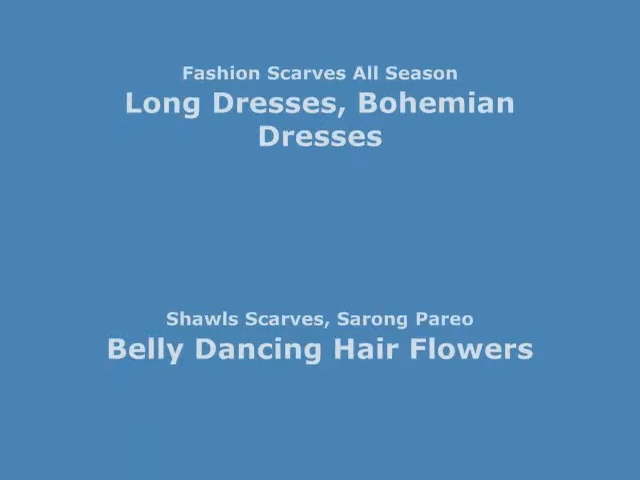 Fashion Scarves All Season
Long Dresses, Bohemian
Dresses
Shawls Scarves, Sarong Pareo
Belly Dancing Hair Flowers